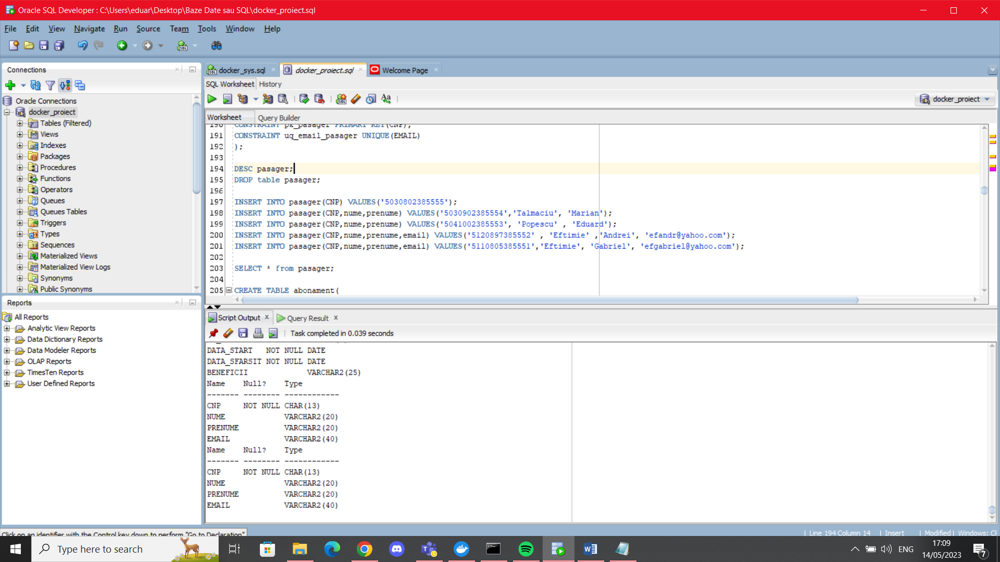 Oracle SQL Developer : C:\Users\eduar\Desktop\Baze Date sau SQL\docker_proiect.sql
File Edit View Navigate Run Source Team Tools Window Help
Connections
Oracle Connections
docker_proiect
Tables (Filtered)
Views
Indexes
Packages
Procedures
Functions
Operators
Queues
Queues Tables
Triggers
Types
Sequences
Materialized Views
Materialized View Logs
Synonyms
Public Synonyms
Reports
All Reports
Analytic View Reports
Data Dictionary Reports
Data Modeler Reports
OLAP Reports
TimesTen Reports
User Defined Reports
docker_sys.sql docker_proiect.sql Welcome Page
SQL Worksheet History
docker_proiect
Worksheet Query Builder
190 CONSTRAINT pk_pasager PRIMARY KEY(CNP),
191 CONSTRAINT uq_email_pasager UNIQUE(EMAIL)
192 );
193
194 DESC pasager;
195 DROP table pasager;
196
197 INSERT INTO pasager(CNP) VALUES('5030802385555');
198 INSERT INTO pasager(CNP,nume,prenume) VALUES('5030902385554','Talmaciu', 'Marian');
199 INSERT INTO pasager(CNP,nume,prenume) VALUES('5041002385553', 'Popescu' , 'Eduard');
200 INSERT INTO pasager(CNP,nume,prenume,email) VALUES('5120897385552' , 'Eftimie' ,'Andrei', 'efandr@yahoo.com');
201 INSERT INTO pasager(CNP,nume,prenume,email) VALUES('5110805385551','Eftimie', 'Gabriel', 'efgabriel@yahoo.com');
202
203 SELECT * from pasager;
204
205 CREATE TABLE abonament(
Script Output Query Result
Task completed in 0.039 seconds
DATA_START NOT NULL DATE
DATA_SFARSIT NOT NULL DATE
BENEFICII VARCHAR2(25)
Name Null? Type
------- -------- ------------
CNP NOT NULL CHAR(13)
NUME VARCHAR2(20)
PRENUME VARCHAR2(20)
EMAIL VARCHAR2(40)
Name Null? Type
------- -------- ------------
CNP NOT NULL CHAR(13)
NUME VARCHAR2(20)
PRENUME VARCHAR2(20)
EMAIL VARCHAR2(40)
Click on an identifier with the Control key down to perform "Go to Declaration"
Line 194 Column 14 | Insert | Modified | Windows: CR
Type here to search
ENG
17:09
14/05/2023
7